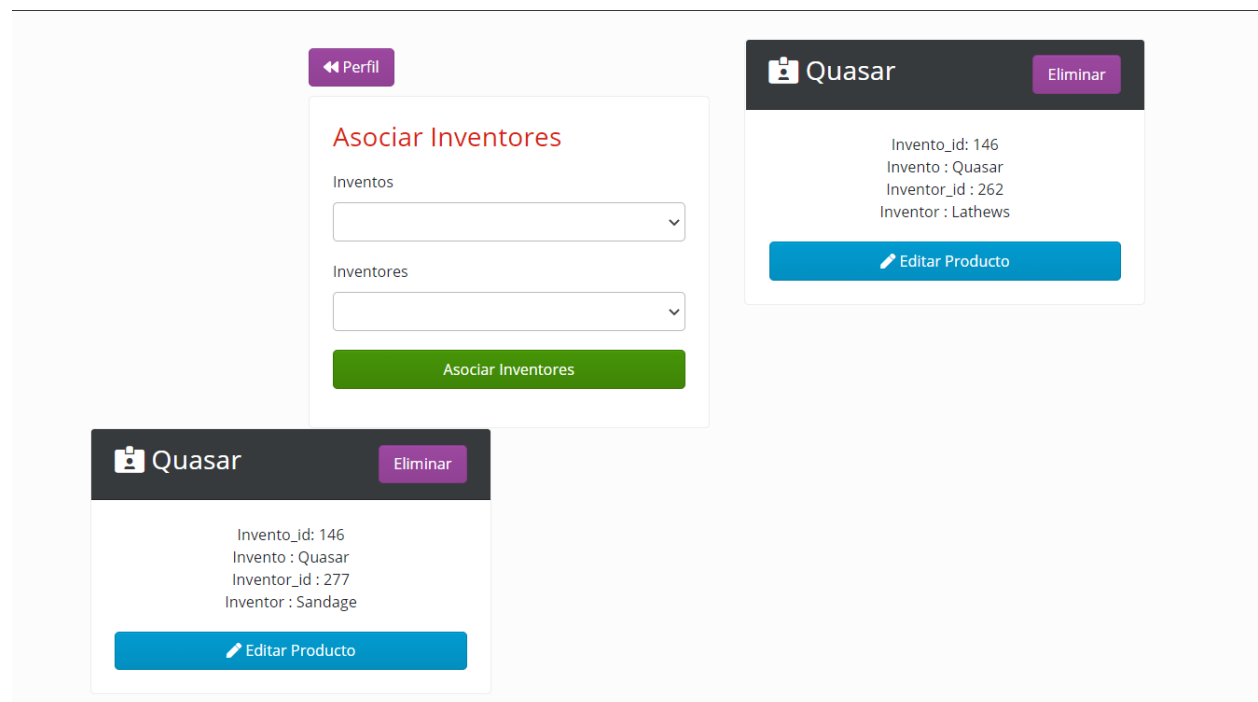 Perfil
Asociar Inventores
Inventos
Inventores
Asociar Inventores
Quasar
Eliminar
Invento_id: 146
Invento : Quasar
Inventor_id : 262
Inventor : Lathews
Editar Producto
Quasar
Eliminar
Invento_id: 146
Invento : Quasar
Inventor_id : 277
Inventor : Sandage
Editar Producto